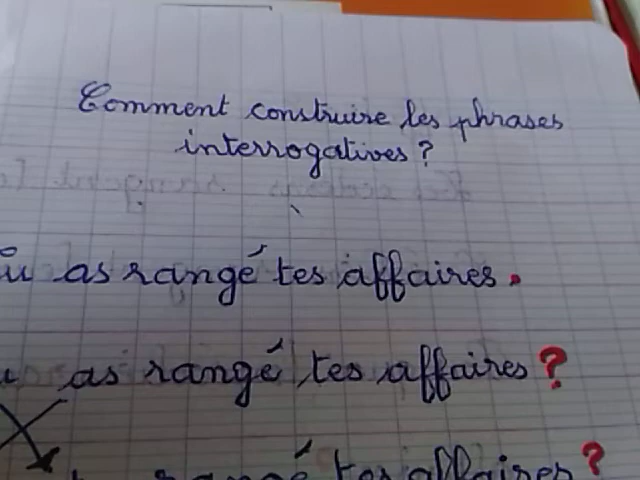 Comment construire les phrases
interrogatives ?
as rangé tes affaires.
as rangé tes affaires ?
rangé tes affaires ?